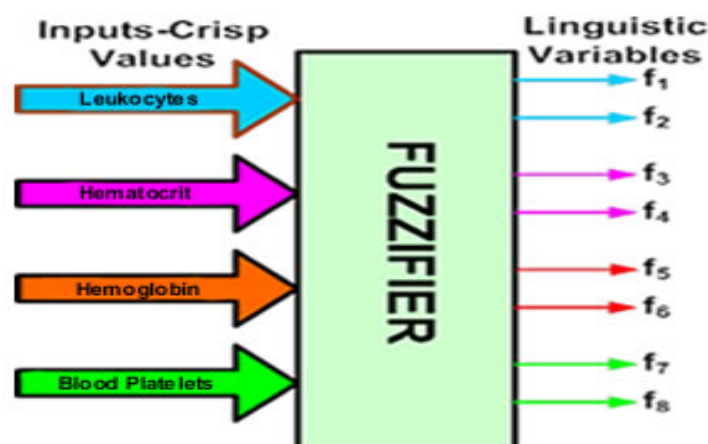 Inputs-Crisp
Values
Linguistic
Variables
Leukocytes
Hematocrit
Hemoglobin
Blood Platelets
FUZZIFIER
f₁
f₂
f₃
f₄
f₅
f₆
f₇
f₈